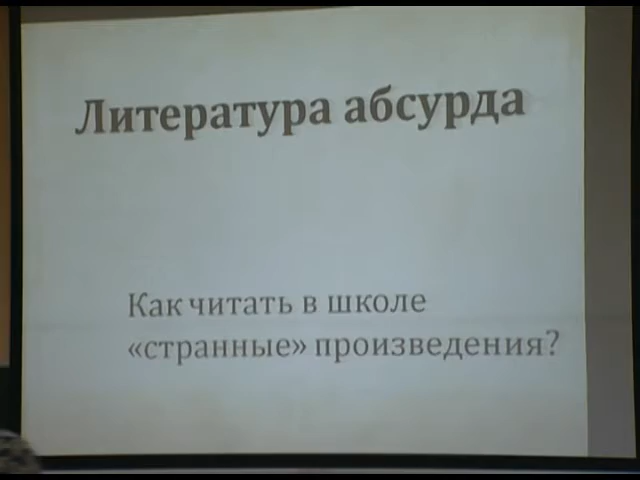 Литература абсурда
Как читать в школе
«странные» произведения?